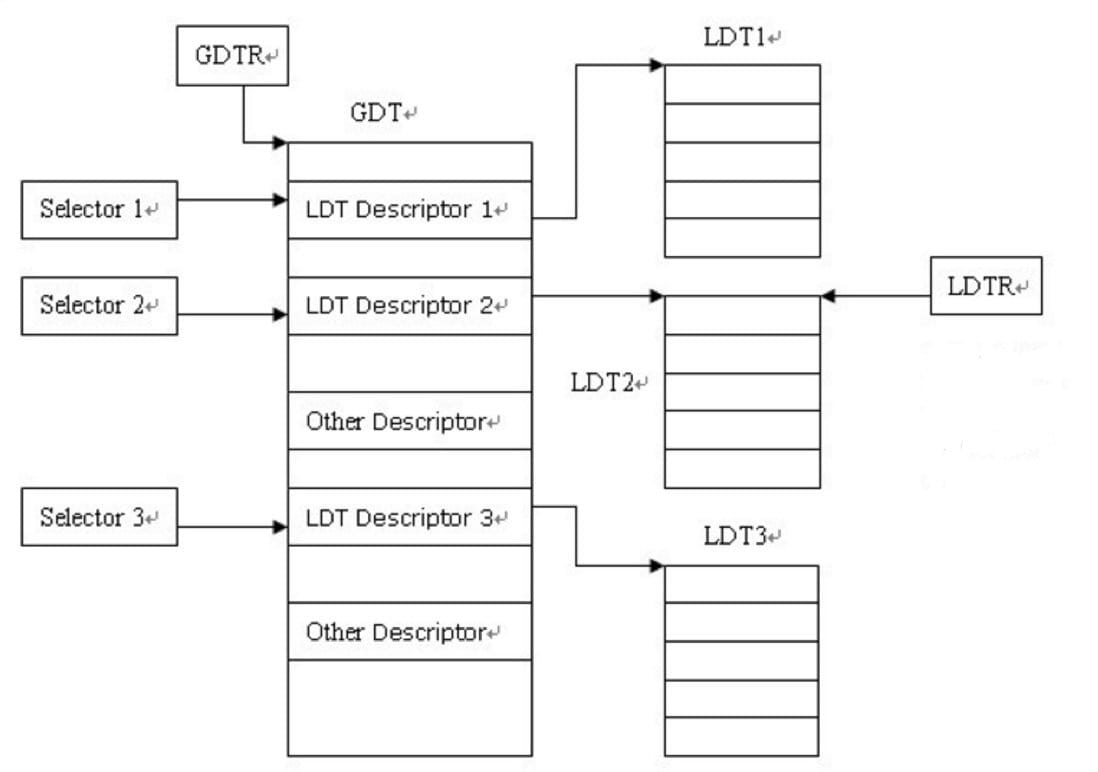 GDTR↵
LDT1↵
GDT↵
Selector 1↵
LDT Descriptor 1↵
Selector 2↵
LDT Descriptor 2↵
LDTR↵
LDT2↵
Other Descriptor↵
Selector 3↵
LDT Descriptor 3↵
LDT3↵
Other Descriptor↵